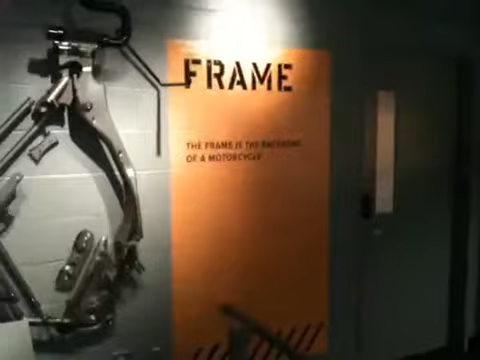 FRAME
THE FRAME IS THE BACKBONE
OF A MOTORCYCLE